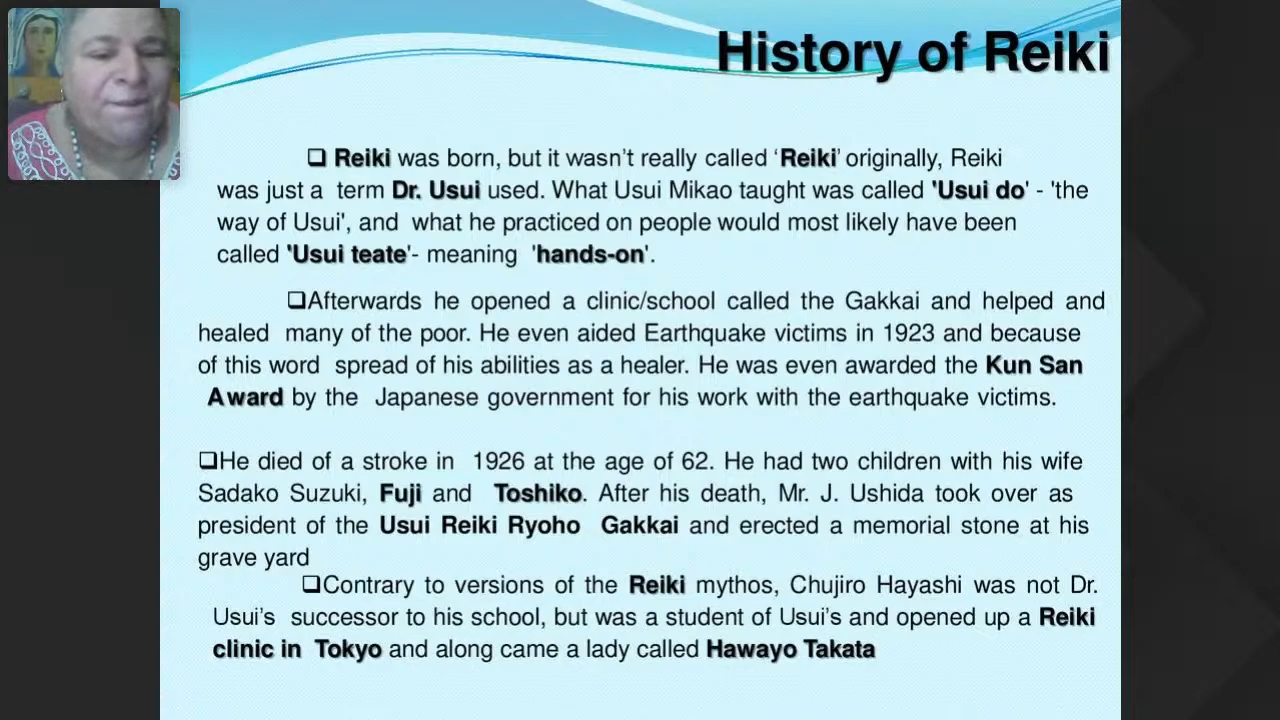 History of Reiki
❑ Reiki was born, but it wasn't really called ‘Reiki’ originally, Reiki
was just a term Dr. Usui used. What Usui Mikao taught was called 'Usui do' - 'the
way of Usui', and what he practiced on people would most likely have been
called 'Usui teate'- meaning 'hands-on'.
❑Afterwards he opened a clinic/school called the Gakkai and helped and
healed many of the poor. He even aided Earthquake victims in 1923 and because
of this word spread of his abilities as a healer. He was even awarded the Kun San
Award by the Japanese government for his work with the earthquake victims.
❑He died of a stroke in 1926 at the age of 62. He had two children with his wife
Sadako Suzuki, Fuji and Toshiko. After his death, Mr. J. Ushida took over as
president of the Usui Reiki Ryoho Gakkai and erected a memorial stone at his
grave yard
❑Contrary to versions of the Reiki mythos, Chujiro Hayashi was not Dr.
Usui’s successor to his school, but was a student of Usui’s and opened up a Reiki
clinic in Tokyo and along came a lady called Hawayo Takata